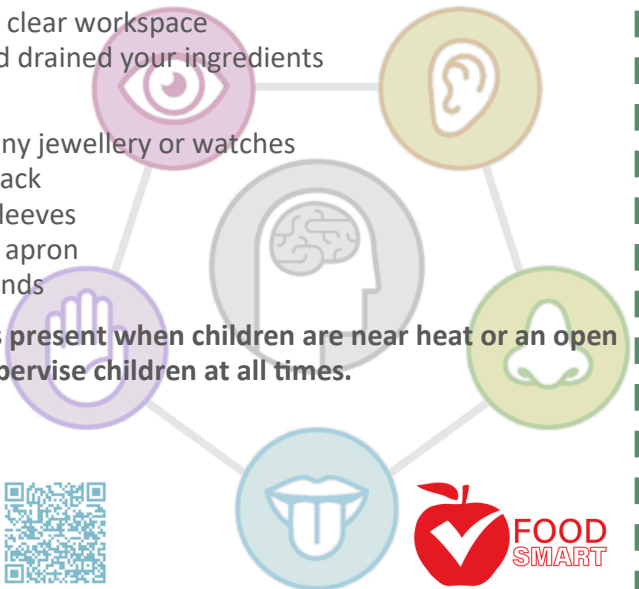 clear workspace
d drained your ingredients
ny jewellery or watches
ack
leeves
apron
nds
s present when children are near heat or an open
pervise children at all times.
FOOD
SMART